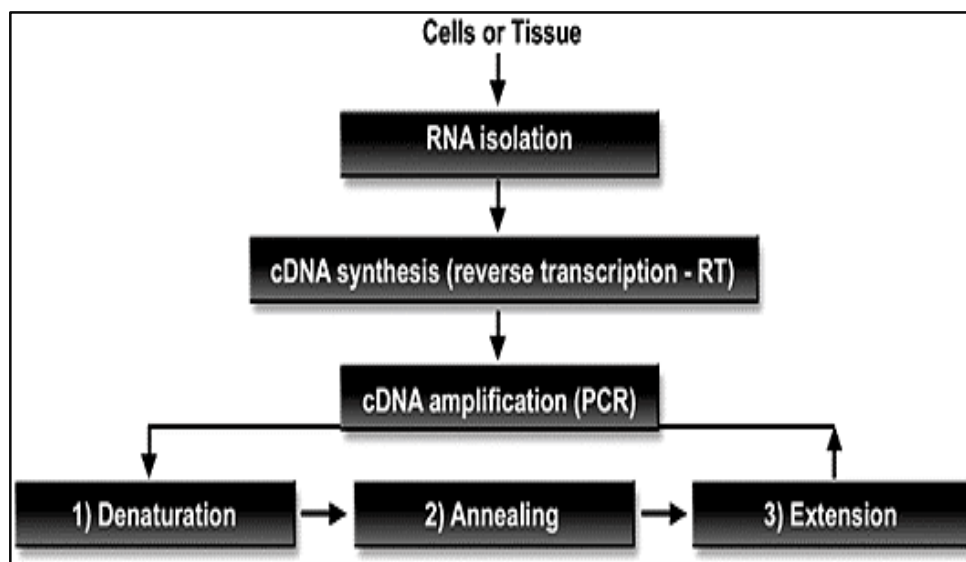 Cells or Tissue
RNA isolation
cDNA synthesis (reverse transcription - RT)
cDNA amplification (PCR)
1) Denaturation
2) Annealing
3) Extension